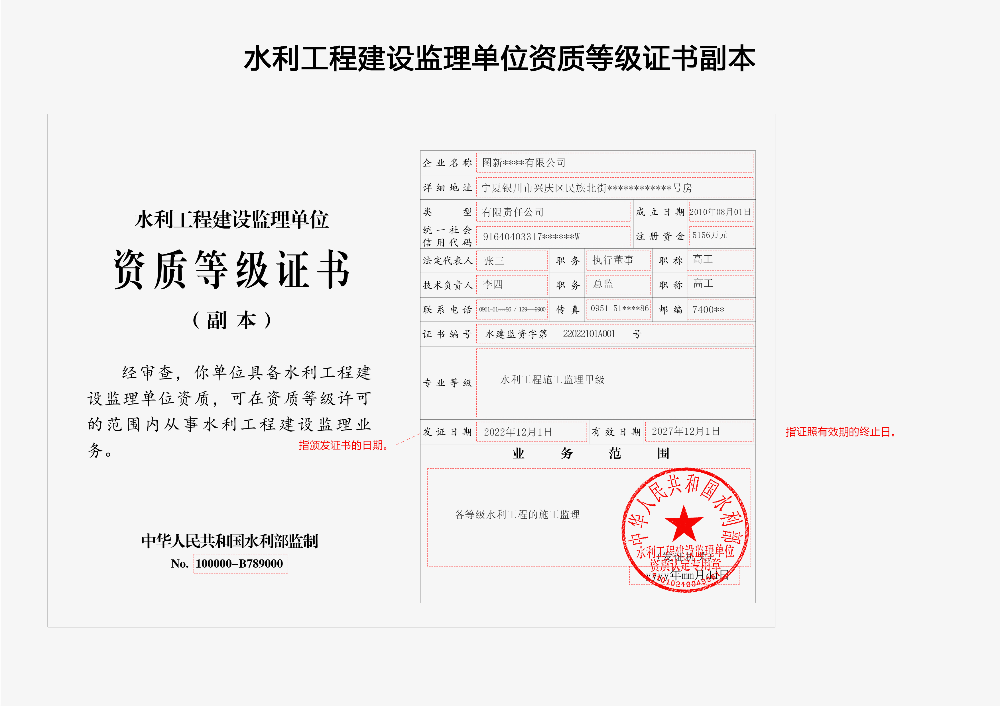 水利工程建设监理单位资质等级证书副本
水利工程建设监理单位
资质等级证书
（副 本）
经审查，你单位具备水利工程建
设监理单位资质，可在资质等级许可
的范围内从事水利工程建设监理业
务。
指颁发证书的日期。
中华人民共和国水利部监制
No. 100000-B789000
企业名称 图新****有限公司
详细地址 宁夏银川市兴庆区民族北街************号房
类 型 有限责任公司 成立日期 2010年08月01日
统一社会
信用代码 91640403317******W 注册资金 5156万元
法定代表人 张三 职务 执行董事 职称 高工
技术负责人 李四 职务 总监 职称 高工
联系电话 0951-51****86 / 139****9900 传真 0951-51****86 邮编 7400**
证书编号 水建监资字第 22022101A001 号
专业等级 水利工程施工监理甲级
发证日期 2022年12月1日 有效日期 2027年12月1日
指证照有效期的终止日。
业务范围
各等级水利工程的施工监理
中华人民共和国水利部
水利工程建设监理单位
（发证机关）
资质认定专用章
yyyy年mm月dd日